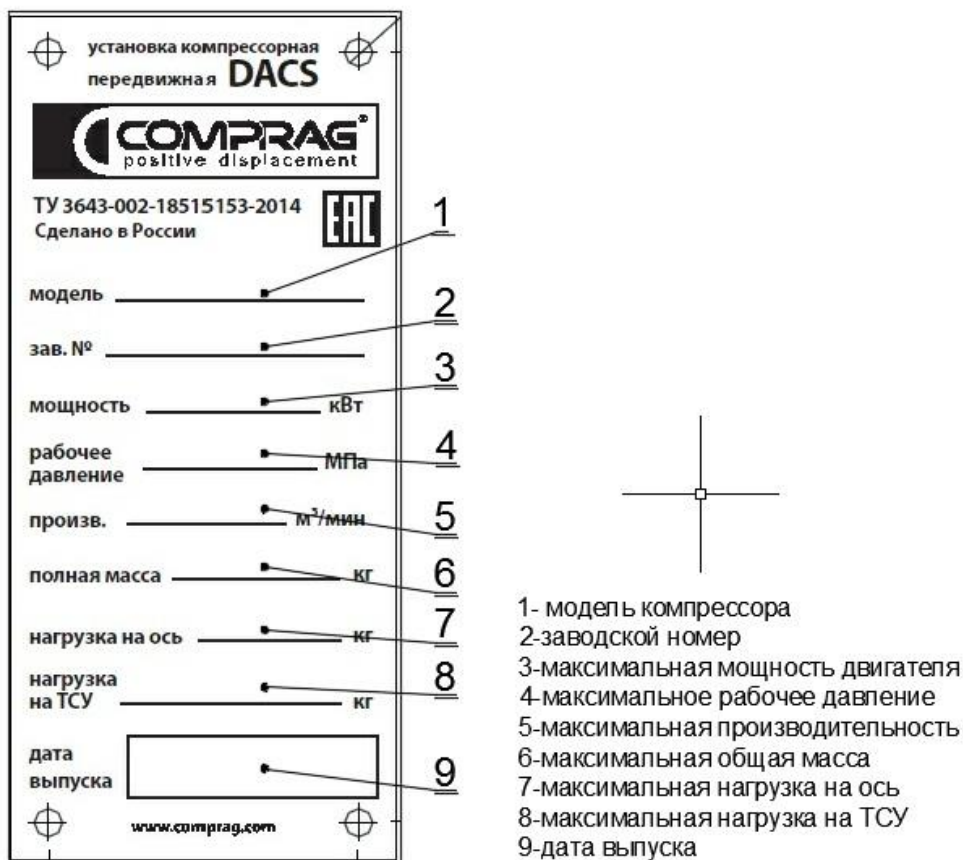 установка компрессорная
передвижная DACS
COMPRAG®
positive displacement
ТУ 3643-002-18515153-2014
Сделано в России
EAC
модель
зав. №
мощность кВт
рабочее
давление МПа
произв. м³/мин
полная масса кг
нагрузка на ось кг
нагрузка
на ТСУ кг
дата
выпуска
www.comprag.com
1
2
3
4
5
6
7
8
9
1- модель компрессора
2-заводской номер
3-максимальная мощность двигателя
4-максимальное рабочее давление
5-максимальная производительность
6-максимальная общая масса
7-максимальная нагрузка на ось
8-максимальная нагрузка на ТСУ
9-дата выпуска